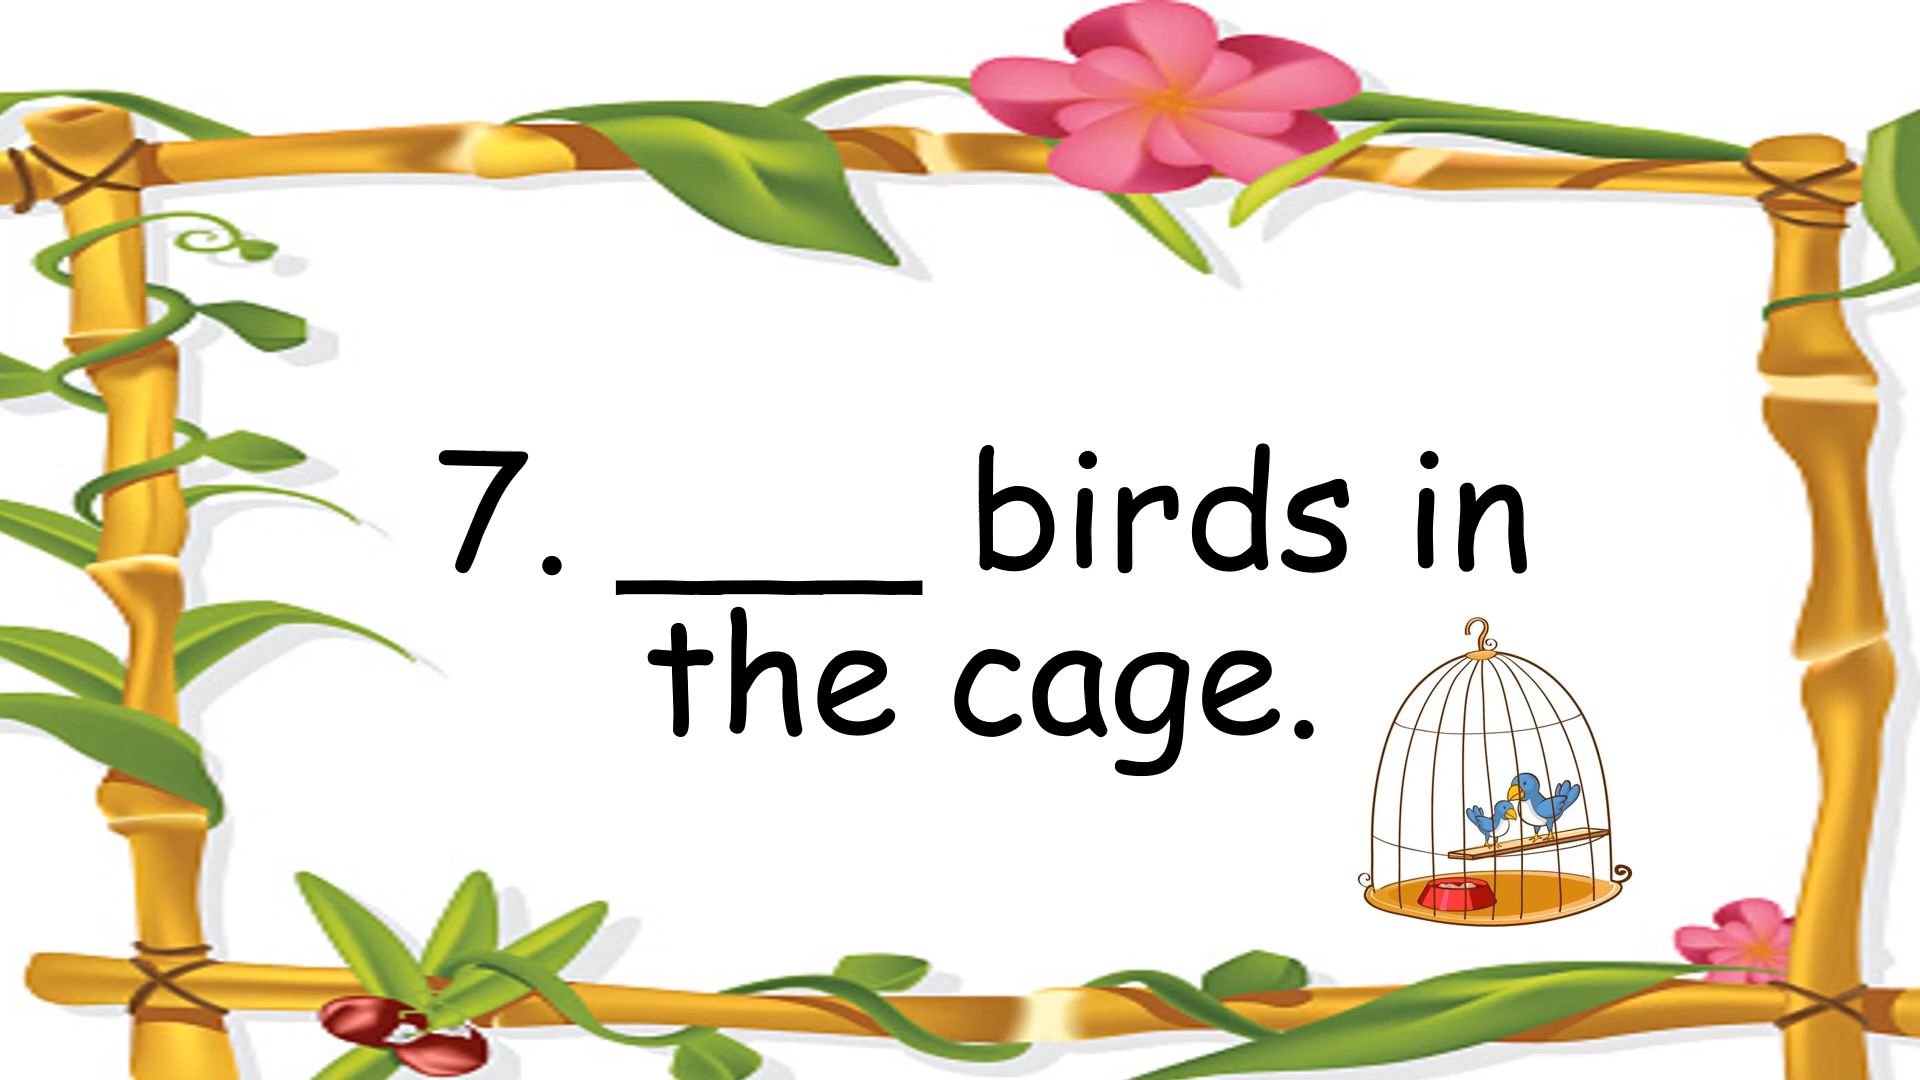 7. ____ birds in
the cage.